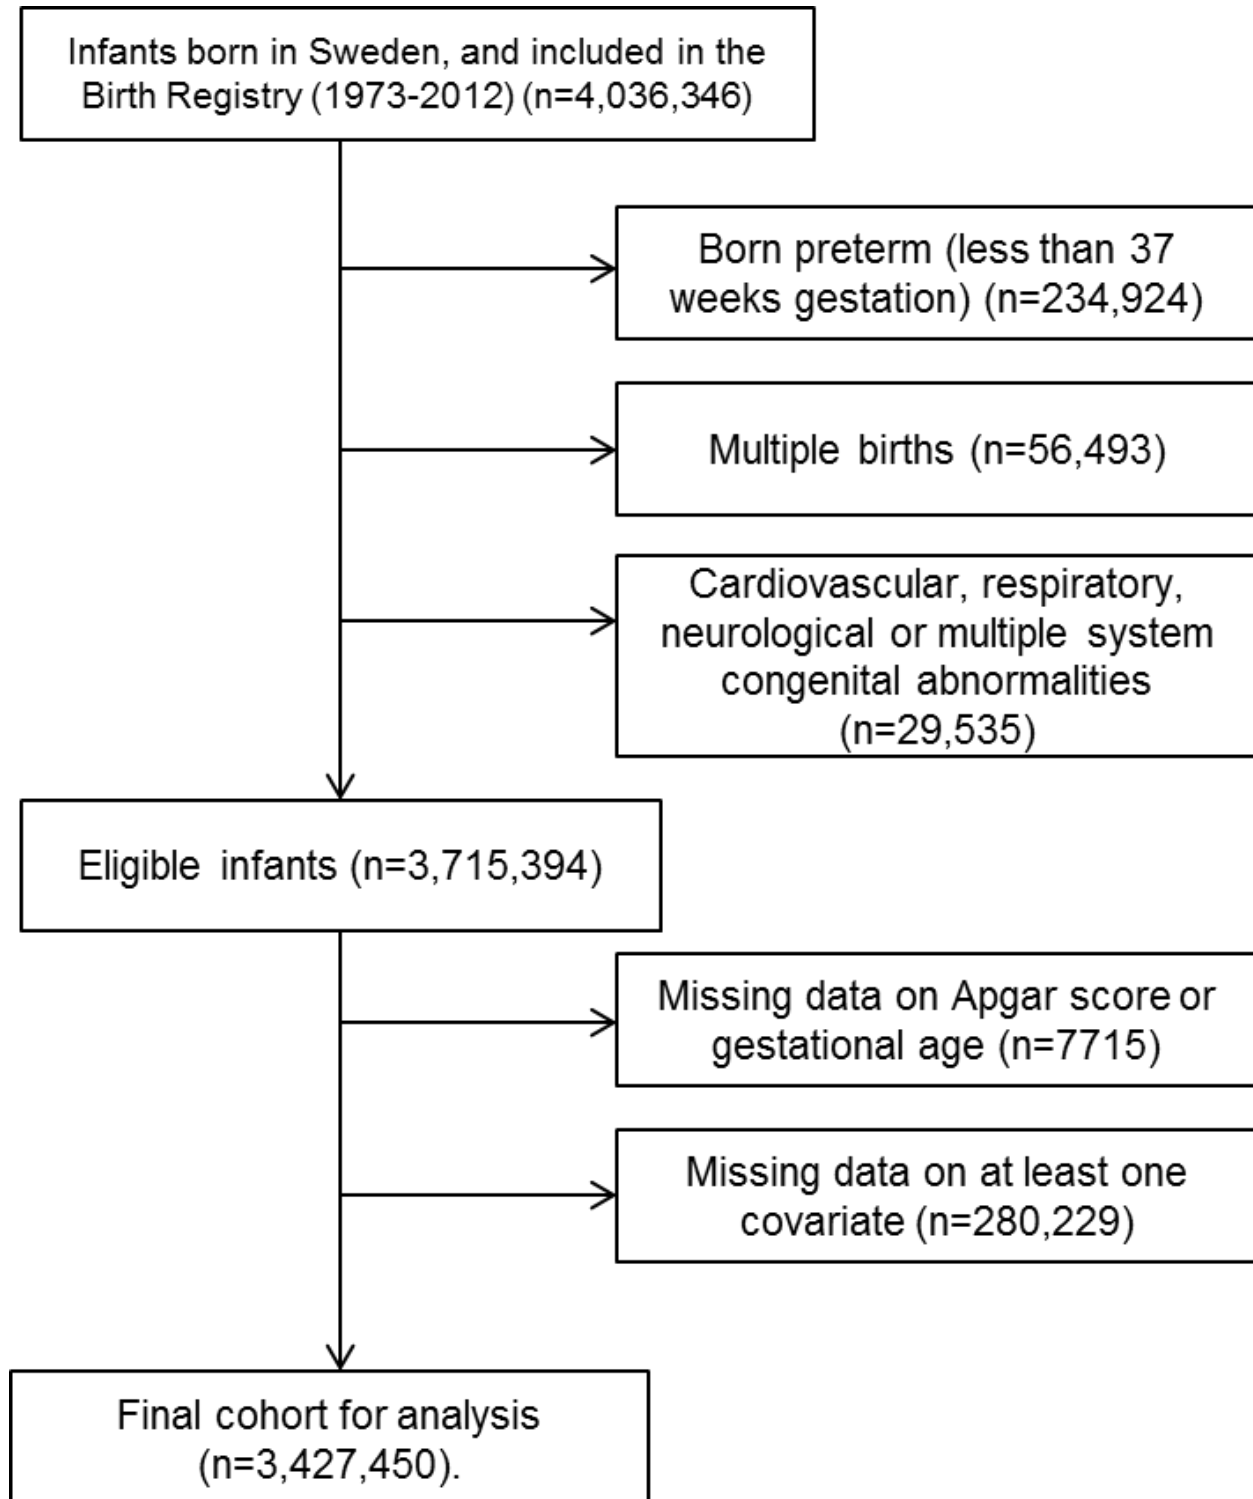 Infants born in Sweden, and included in the
Birth Registry (1973-2012) (n=4,036,346)
Born preterm (less than 37
weeks gestation) (n=234,924)
Multiple births (n=56,493)
Cardiovascular, respiratory,
neurological or multiple system
congenital abnormalities
(n=29,535)
Eligible infants (n=3,715,394)
Missing data on Apgar score or
gestational age (n=7715)
Missing data on at least one
covariate (n=280,229)
Final cohort for analysis
(n=3,427,450).